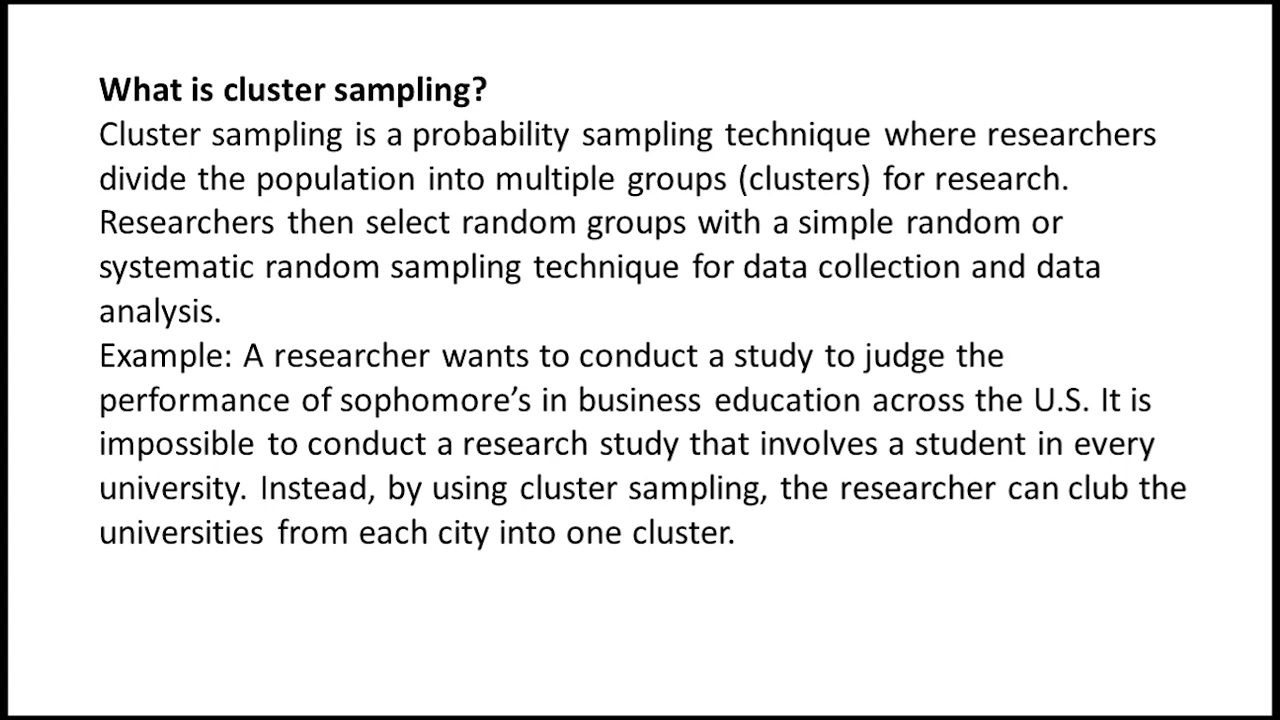 What is cluster sampling?
Cluster sampling is a probability sampling technique where researchers
divide the population into multiple groups (clusters) for research.
Researchers then select random groups with a simple random or
systematic random sampling technique for data collection and data
analysis.
Example: A researcher wants to conduct a study to judge the
performance of sophomore’s in business education across the U.S. It is
impossible to conduct a research study that involves a student in every
university. Instead, by using cluster sampling, the researcher can club the
universities from each city into one cluster.